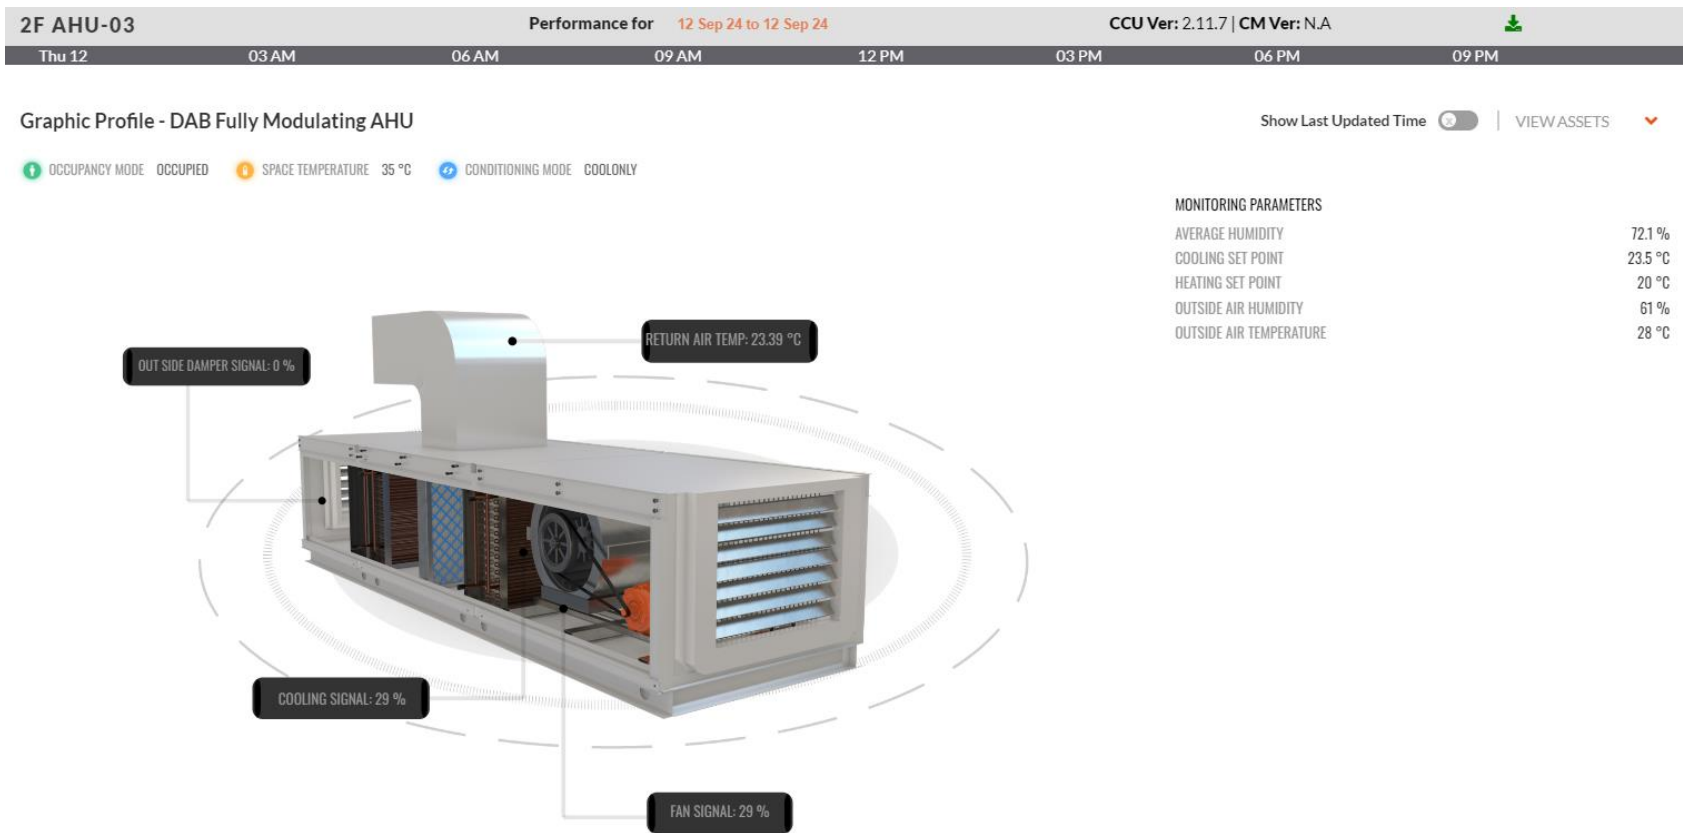 2F AHU-03 Performance for 12 Sep 24 to 12 Sep 24 CCU Ver: 2.11.7 | CM Ver: N.A
Thu 12 03 AM 06 AM 09 AM 12 PM 03 PM 06 PM 09 PM
Graphic Profile - DAB Fully Modulating AHU
Show Last Updated Time | VIEW ASSETS
OCCUPANCY MODE OCCUPIED SPACE TEMPERATURE 35 °C CONDITIONING MODE COOLONLY
MONITORING PARAMETERS
AVERAGE HUMIDITY 72.1 %
COOLING SET POINT 23.5 °C
HEATING SET POINT 20 °C
OUTSIDE AIR HUMIDITY 61 %
OUTSIDE AIR TEMPERATURE 28 °C
RETURN AIR TEMP: 23.39 °C
OUT SIDE DAMPER SIGNAL: 0 %
COOLING SIGNAL: 29 %
FAN SIGNAL: 29 %